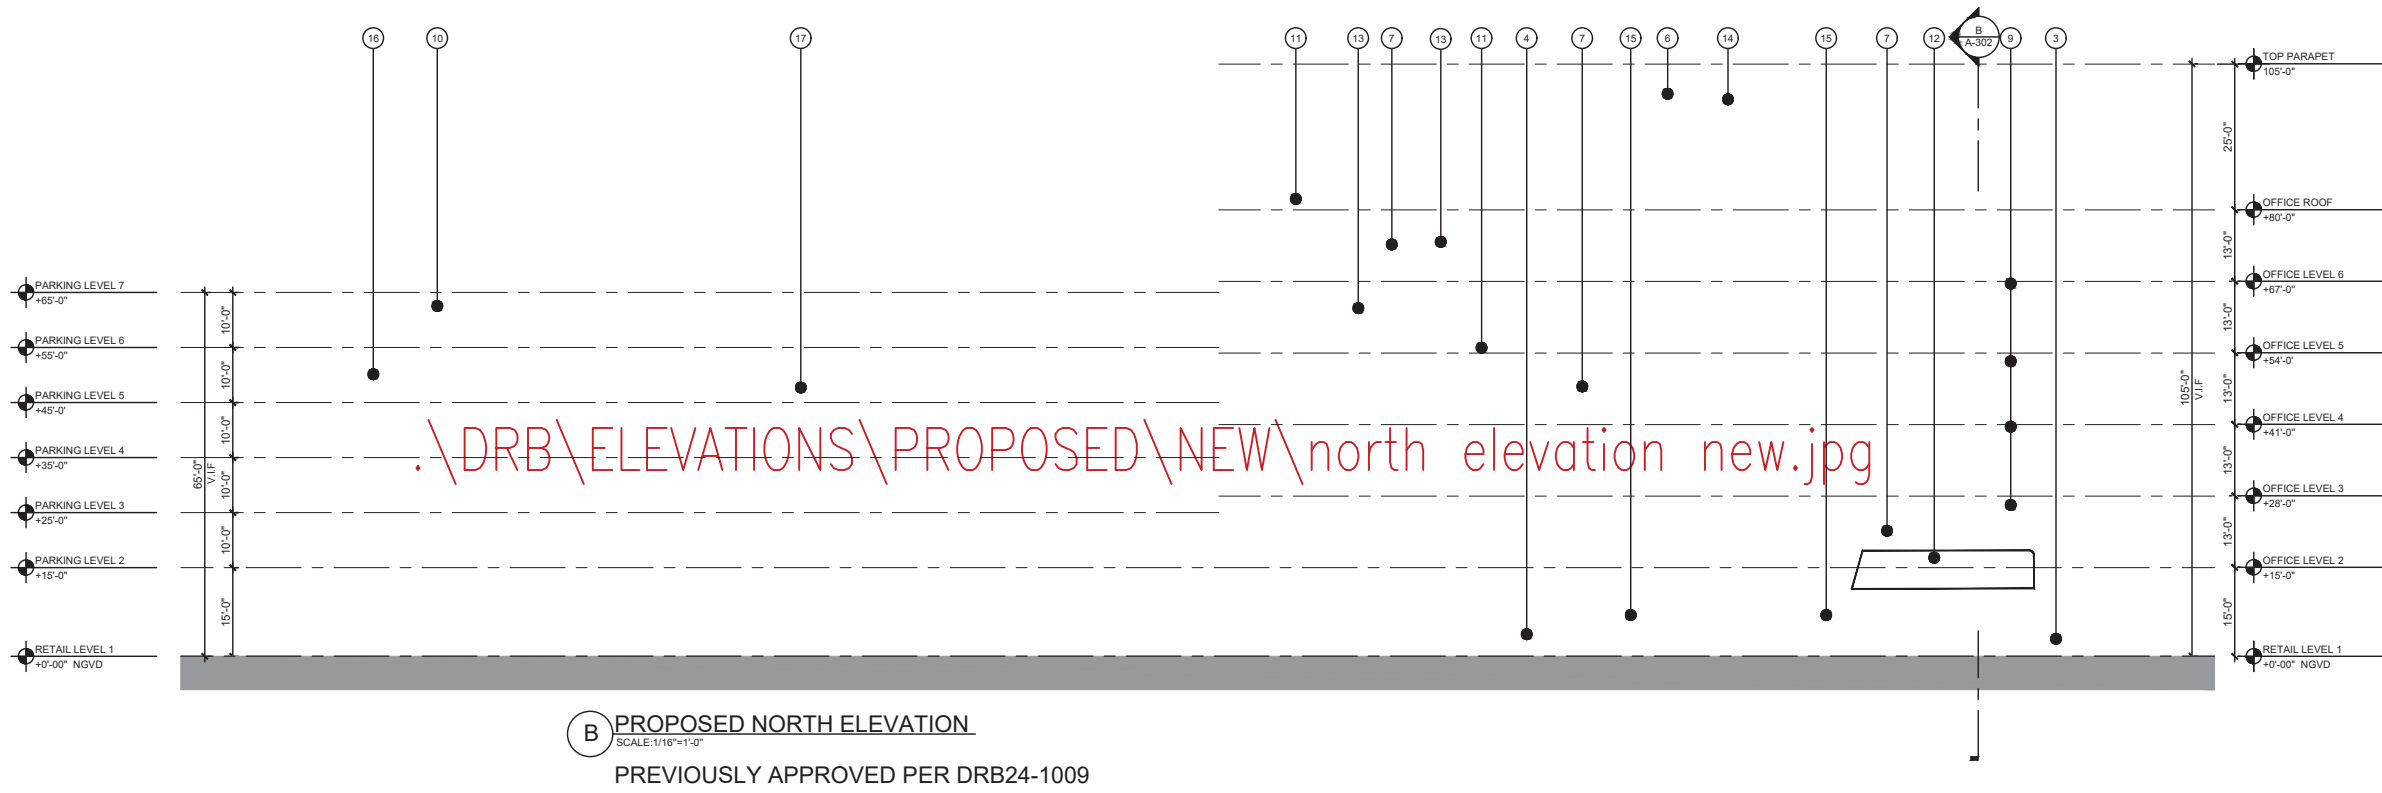 16 10 17 11 13 7 13 11 4 7 15 6 14 15 7 12 B 9 3
A-302
TOP PARAPET
105'-0"
25'-0"
OFFICE ROOF
+80'-0"
13'-0"
OFFICE LEVEL 6
+67'-0"
13'-0"
OFFICE LEVEL 5
+54'-0'
13'-0"
OFFICE LEVEL 4
+41'-0"
13'-0"
OFFICE LEVEL 3
+28'-0"
13'-0"
OFFICE LEVEL 2
+15'-0"
15'-0"
RETAIL LEVEL 1
+0'-00" NGVD
105'-0"
V.I.F
PARKING LEVEL 7
+65'-0"
10'-0"
PARKING LEVEL 6
+55'-0"
10'-0"
PARKING LEVEL 5
+45'-0'
10'-0"
PARKING LEVEL 4
+35'-0"
10'-0"
PARKING LEVEL 3
+25'-0"
10'-0"
PARKING LEVEL 2
+15'-0"
15'-0"
RETAIL LEVEL 1
+0'-00" NGVD
65'-0"
V.I.F
.\DRB\ELEVATIONS\PROPOSED\NEW\north elevation new.jpg
B PROPOSED NORTH ELEVATION
SCALE:1/16"=1'-0"
PREVIOUSLY APPROVED PER DRB24-1009